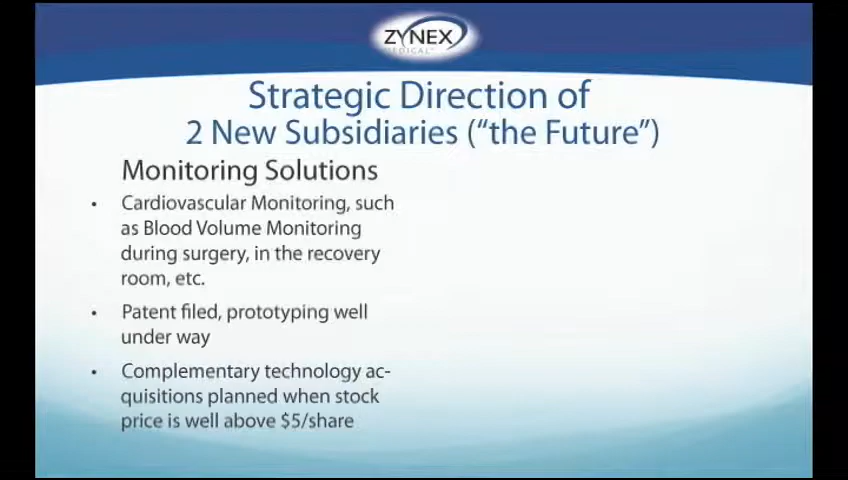 ZYNEX
MEDICAL
Strategic Direction of
2 New Subsidiaries (“the Future”)
Monitoring Solutions
• Cardiovascular Monitoring, such
as Blood Volume Monitoring
during surgery, in the recovery
room, etc.
• Patent filed, prototyping well
under way
• Complementary technology ac-
quisitions planned when stock
price is well above $5/share